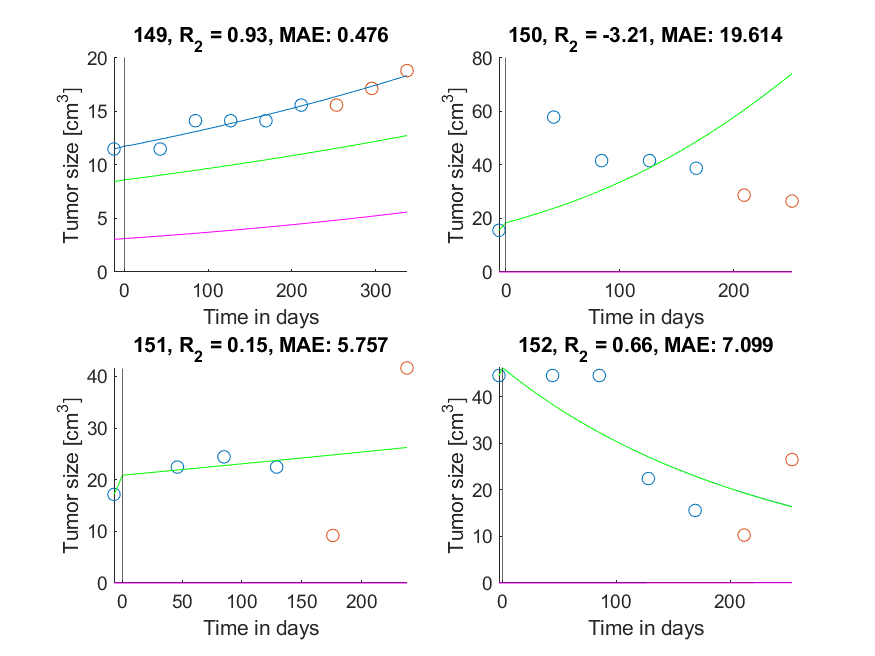 149, R2 = 0.93, MAE: 0.476
20
15
10
5
0
Tumor size [cm3]
0 100 200 300
Time in days
150, R2 = -3.21, MAE: 19.614
80
60
40
20
0
Tumor size [cm3]
0 100 200
Time in days
151, R2 = 0.15, MAE: 5.757
40
30
20
10
0
Tumor size [cm3]
0 50 100 150 200
Time in days
152, R2 = 0.66, MAE: 7.099
40
30
20
10
0
Tumor size [cm3]
0 100 200
Time in days